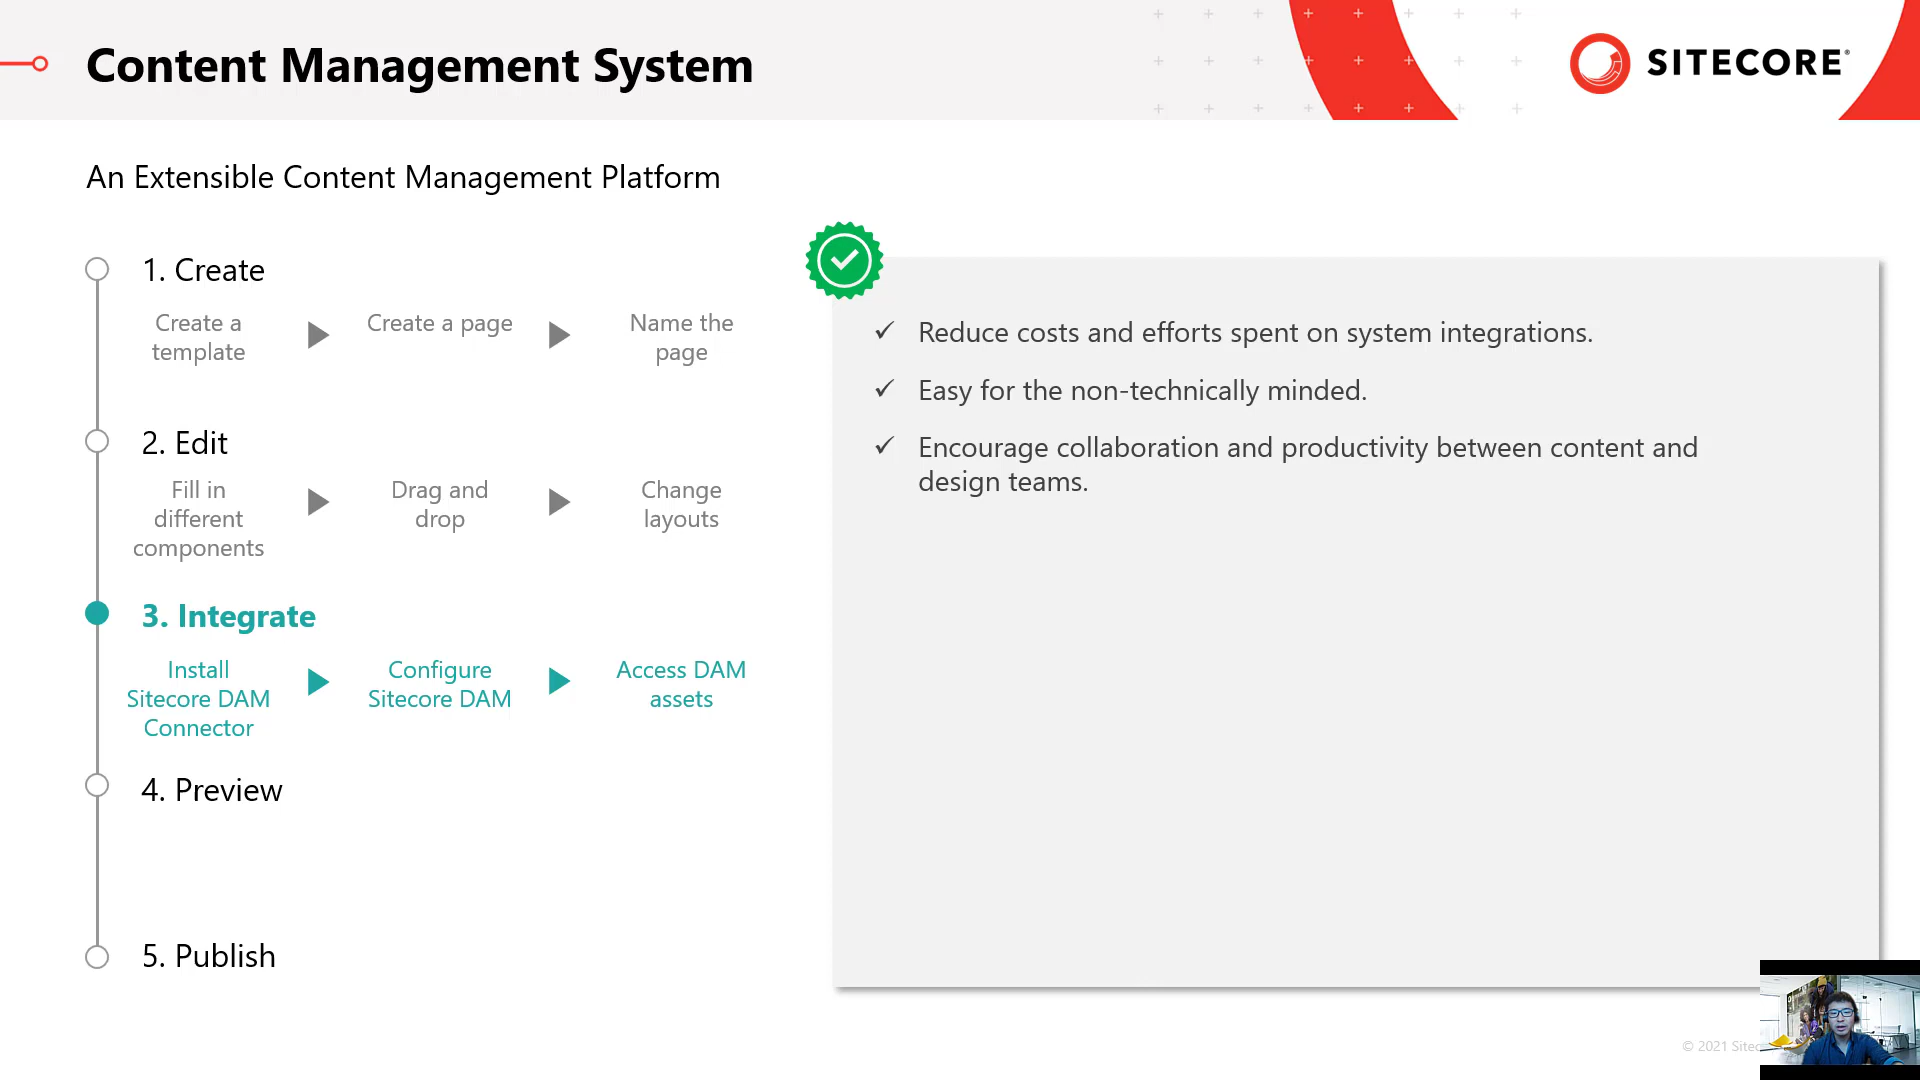 Content Management System
SITECORE
An Extensible Content Management Platform
1. Create
Create a
template
Create a page
Name the
page
2. Edit
Fill in
different
components
Drag and
drop
Change
layouts
3. Integrate
Install
Sitecore DAM
Connector
Configure
Sitecore DAM
Access DAM
assets
4. Preview
5. Publish
✓ Reduce costs and efforts spent on system integrations.
✓ Easy for the non-technically minded.
✓ Encourage collaboration and productivity between content and
design teams.
© 2021